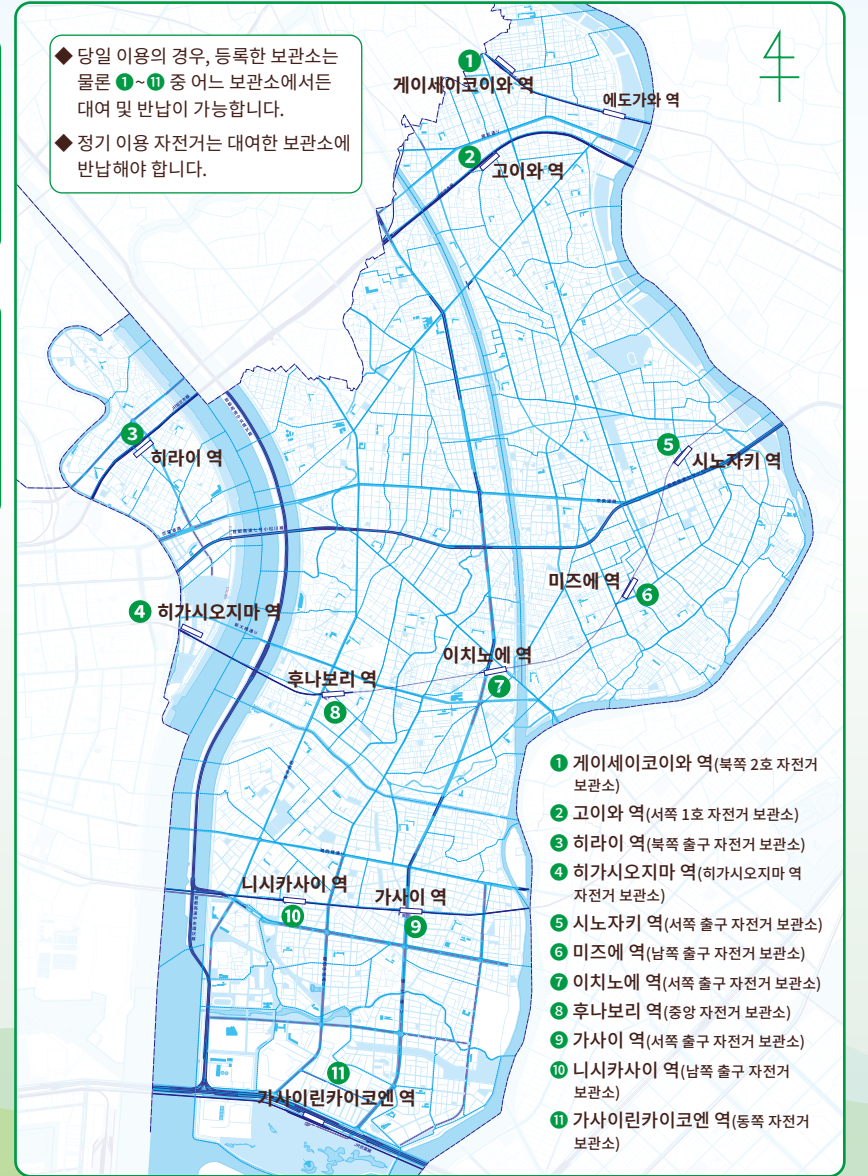 ◆ 당일 이용의 경우, 등록한 보관소는
물론 ❶~⓫ 중 어느 보관소에서든
대여 및 반납이 가능합니다.
◆ 정기 이용 자전거는 대여한 보관소에
반납해야 합니다.
❶
게이세이코이와 역
에도가와 역
❷
고이와 역
❸
히라이 역
❺
시노자키 역
미즈에 역
❻
❹ 히가시오지마 역
이치노에 역
❼
후나보리 역
❽
니시카사이 역
❿
가사이 역
❾
⓫
가사이린카이코엔 역
❶ 게이세이코이와 역(북쪽 2호 자전거
보관소)
❷ 고이와 역(서쪽 1호 자전거 보관소)
❸ 히라이 역(북쪽 출구 자전거 보관소)
❹ 히가시오지마 역(히가시오지마 역
자전거 보관소)
❺ 시노자키 역(서쪽 출구 자전거 보관소)
❻ 미즈에 역(남쪽 출구 자전거 보관소)
❼ 이치노에 역(서쪽 출구 자전거 보관소)
❽ 후나보리 역(중앙 자전거 보관소)
❾ 가사이 역(서쪽 출구 자전거 보관소)
❿ 니시카사이 역(남쪽 출구 자전거
보관소)
⓫ 가사이린카이코엔 역(동쪽 자전거
보관소)